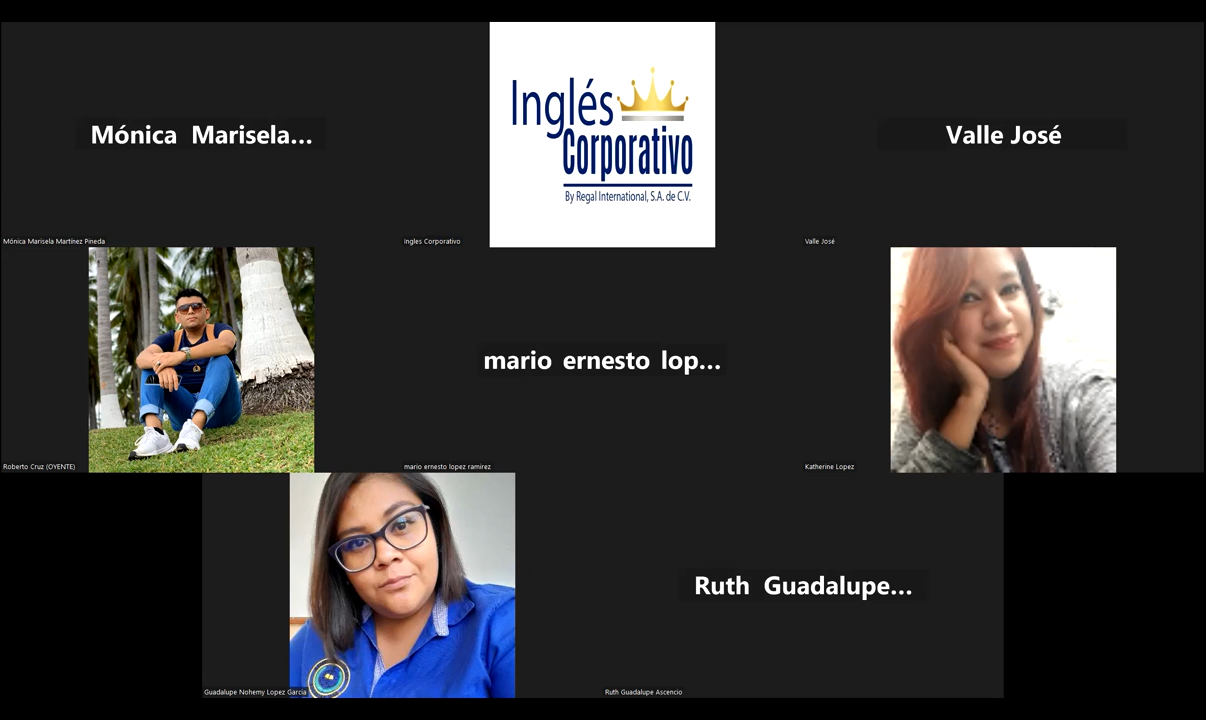 Mónica Marisela...
Inglés
Corporativo
By Regal International, S.A. de C.V.
Valle José
Mónica Marisela Martínez Pineda
Ingles Corporativo
Valle José
mario ernesto lop...
Roberto Cruz (OYENTE)
mario ernesto lopez ramirez
Katherine Lopez
Ruth Guadalupe...
Guadalupe Nohemy Lopez Garcia
Ruth Guadalupe Ascencio